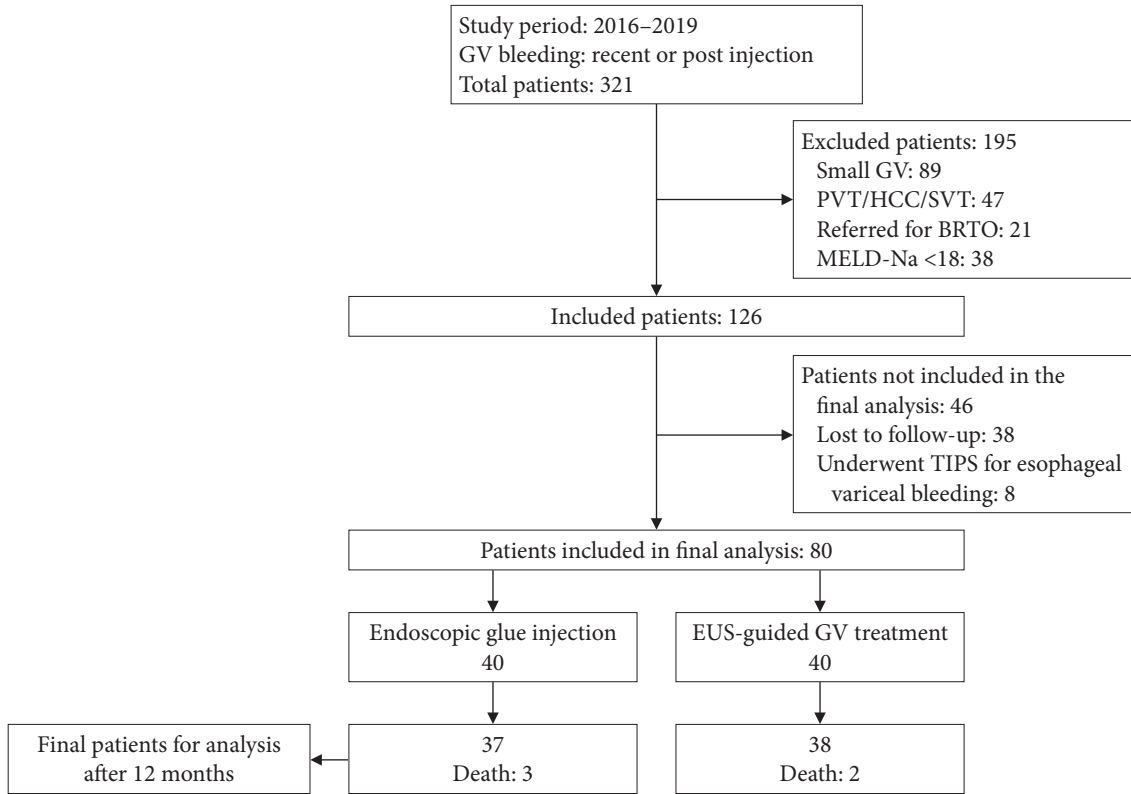 Study period: 2016–2019
GV bleeding: recent or post injection
Total patients: 321
Excluded patients: 195
Small GV: 89
PVT/HCC/SVT: 47
Referred for BRTO: 21
MELD-Na <18: 38
Included patients: 126
Patients not included in the
final analysis: 46
Lost to follow-up: 38
Underwent TIPS for esophageal
variceal bleeding: 8
Patients included in final analysis: 80
Endoscopic glue injection
40
EUS-guided GV treatment
40
Final patients for analysis
after 12 months
37
Death: 3
38
Death: 2